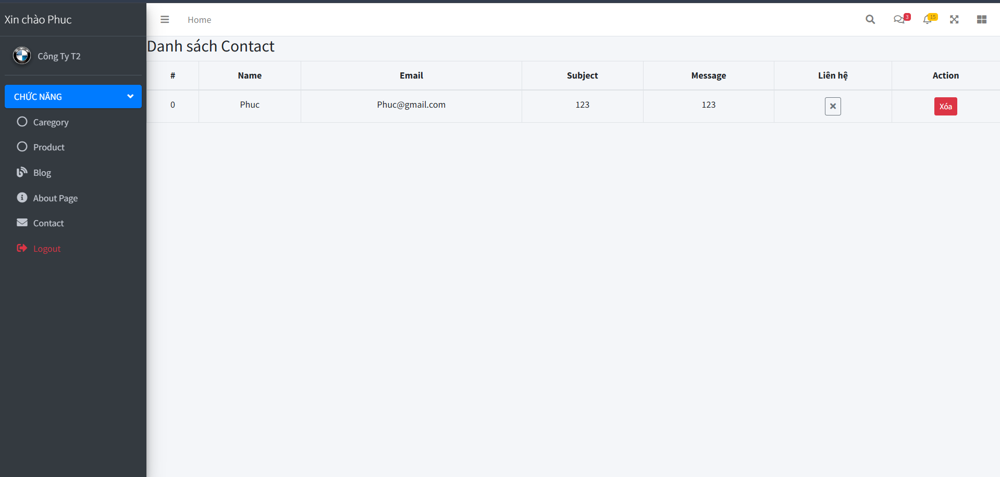 Xin chào Phuc
Home
3
15
Công Ty T2
CHỨC NĂNG
Caregory
Product
Blog
About Page
Contact
Logout
Danh sách Contact
# Name Email Subject Message Liên hệ Action
0 Phuc Phuc@gmail.com 123 123 Xóa